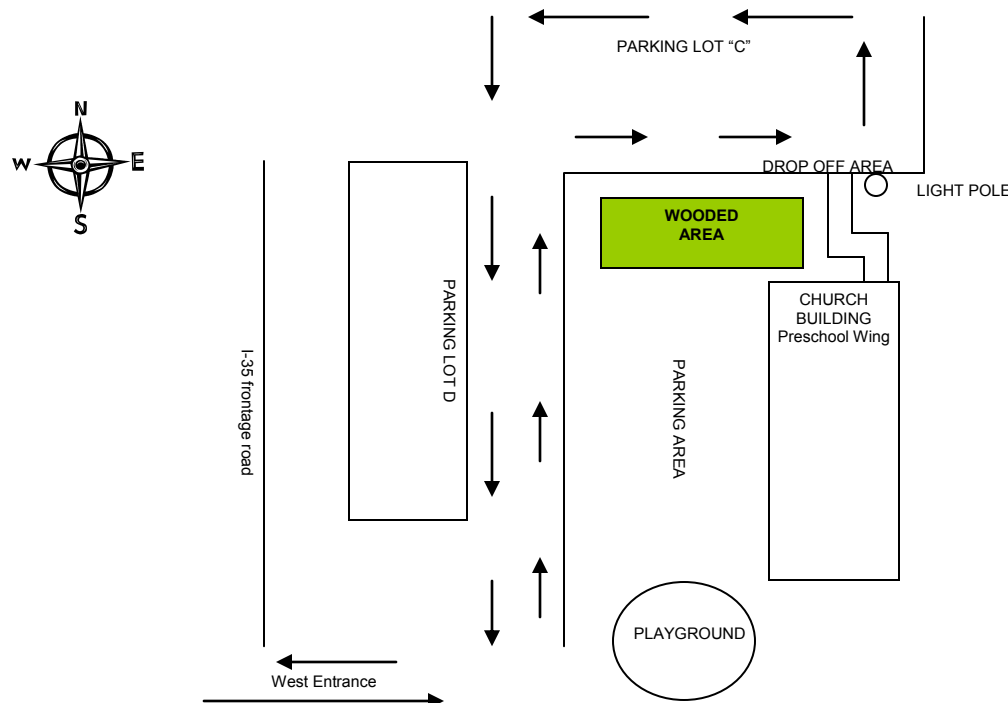 PARKING LOT “C”
N
W
E
S
DROP OFF AREA
LIGHT POLE
WOODED
AREA
PARKING LOT D
CHURCH
BUILDING
Preschool Wing
I-35 frontage road
PARKING AREA
PLAYGROUND
West Entrance